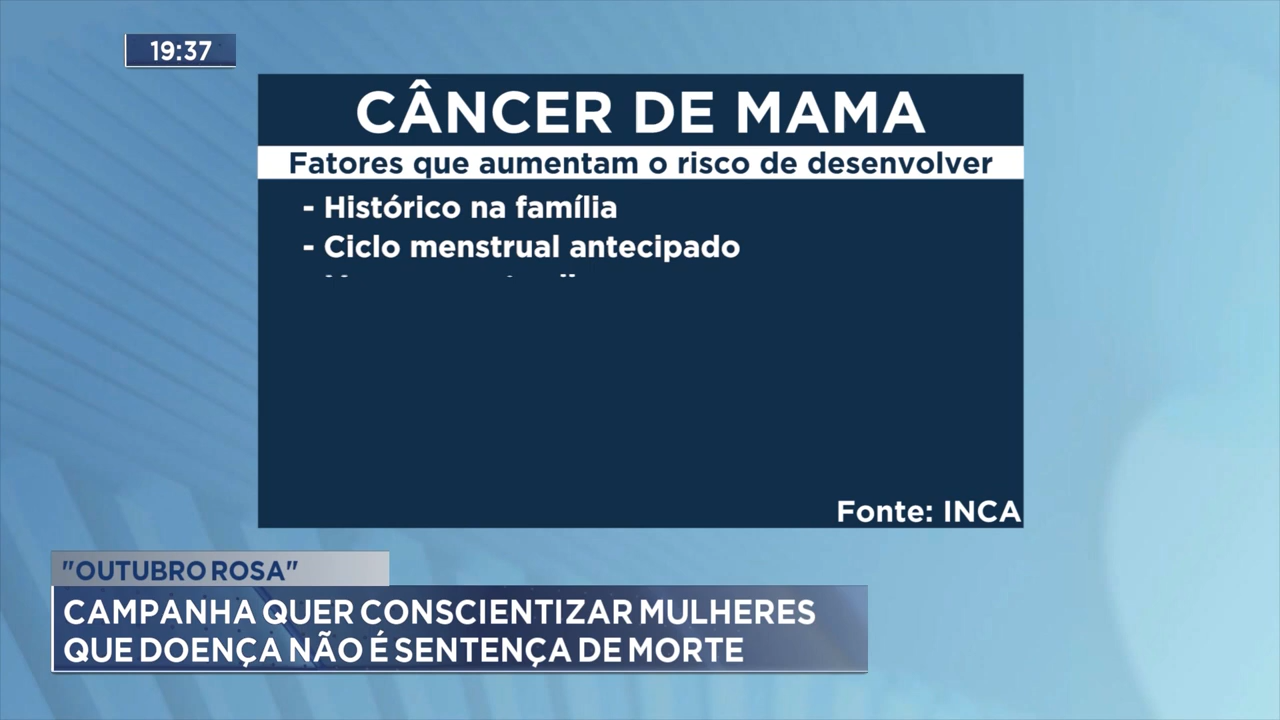 19:37
CÂNCER DE MAMA
Fatores que aumentam o risco de desenvolver
- Histórico na família
- Ciclo menstrual antecipado
Fonte: INCA
"OUTUBRO ROSA"
CAMPANHA QUER CONSCIENTIZAR MULHERES
QUE DOENÇA NÃO É SENTENÇA DE MORTE